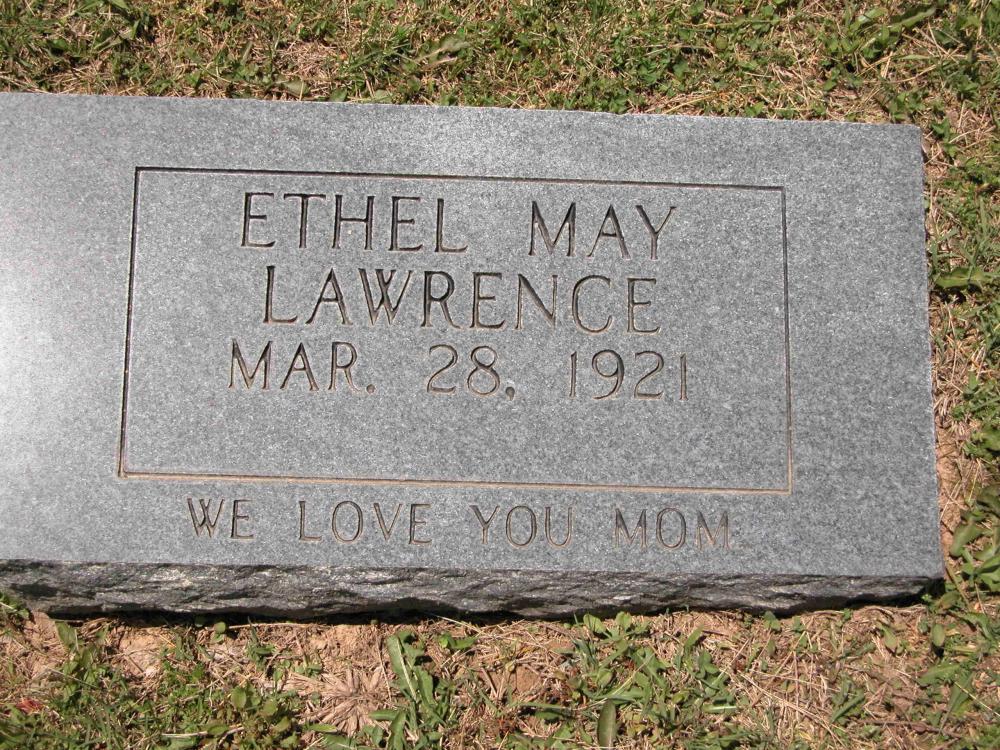 ETHEL MAY
LAWRENCE
MAR. 28, 1921
WE LOVE YOU MOM